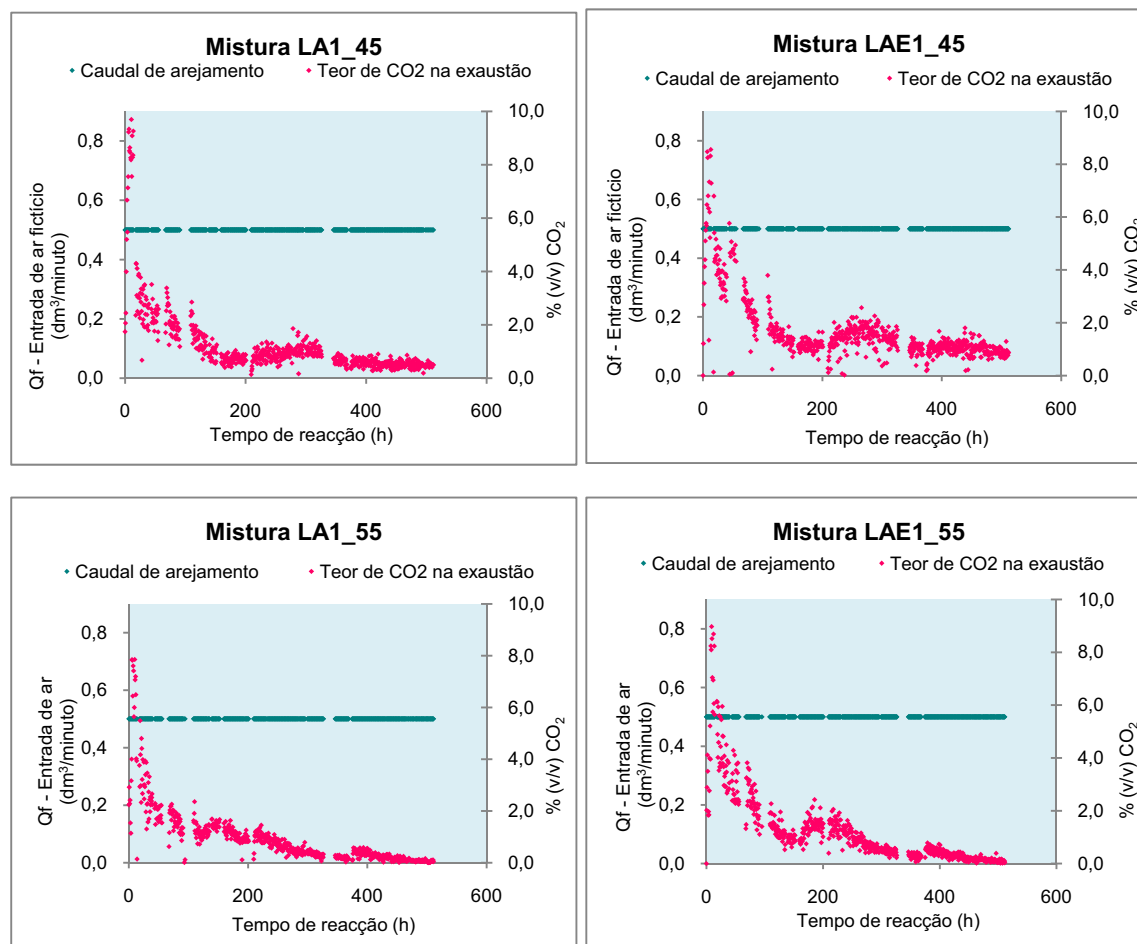 Mistura LA1_45
Caudal de arejamento Teor de CO2 na exaustão
Qf - Entrada de ar fictício
(dm³/minuto)
0,8
0,6
0,4
0,2
0,0
10,0
8,0
6,0
4,0
2,0
0,0
% (v/v) CO₂
0 200 400 600
Tempo de reacção (h)
Mistura LAE1_45
Caudal de arejamento Teor de CO2 na exaustão
Qf - Entrada de ar fictício
(dm³/minuto)
0,8
0,6
0,4
0,2
0,0
10,0
8,0
6,0
4,0
2,0
0,0
% (v/v) CO₂
0 200 400 600
Tempo de reacção (h)
Mistura LA1_55
Caudal de arejamento Teor de CO2 na exaustão
Qf - Entrada de ar
(dm³/minuto)
0,8
0,6
0,4
0,2
0,0
10,0
8,0
6,0
4,0
2,0
0,0
% (v/v) CO₂
0 200 400 600
Tempo de reacção (h)
Mistura LAE1_55
Caudal de arejamento Teor de CO2 na exaustão
Qf - Entrada de ar
(dm³/minuto)
0,8
0,6
0,4
0,2
0,0
10,0
8,0
6,0
4,0
2,0
0,0
% (v/v) CO₂
0 200 400 600
Tempo de reacção (h)